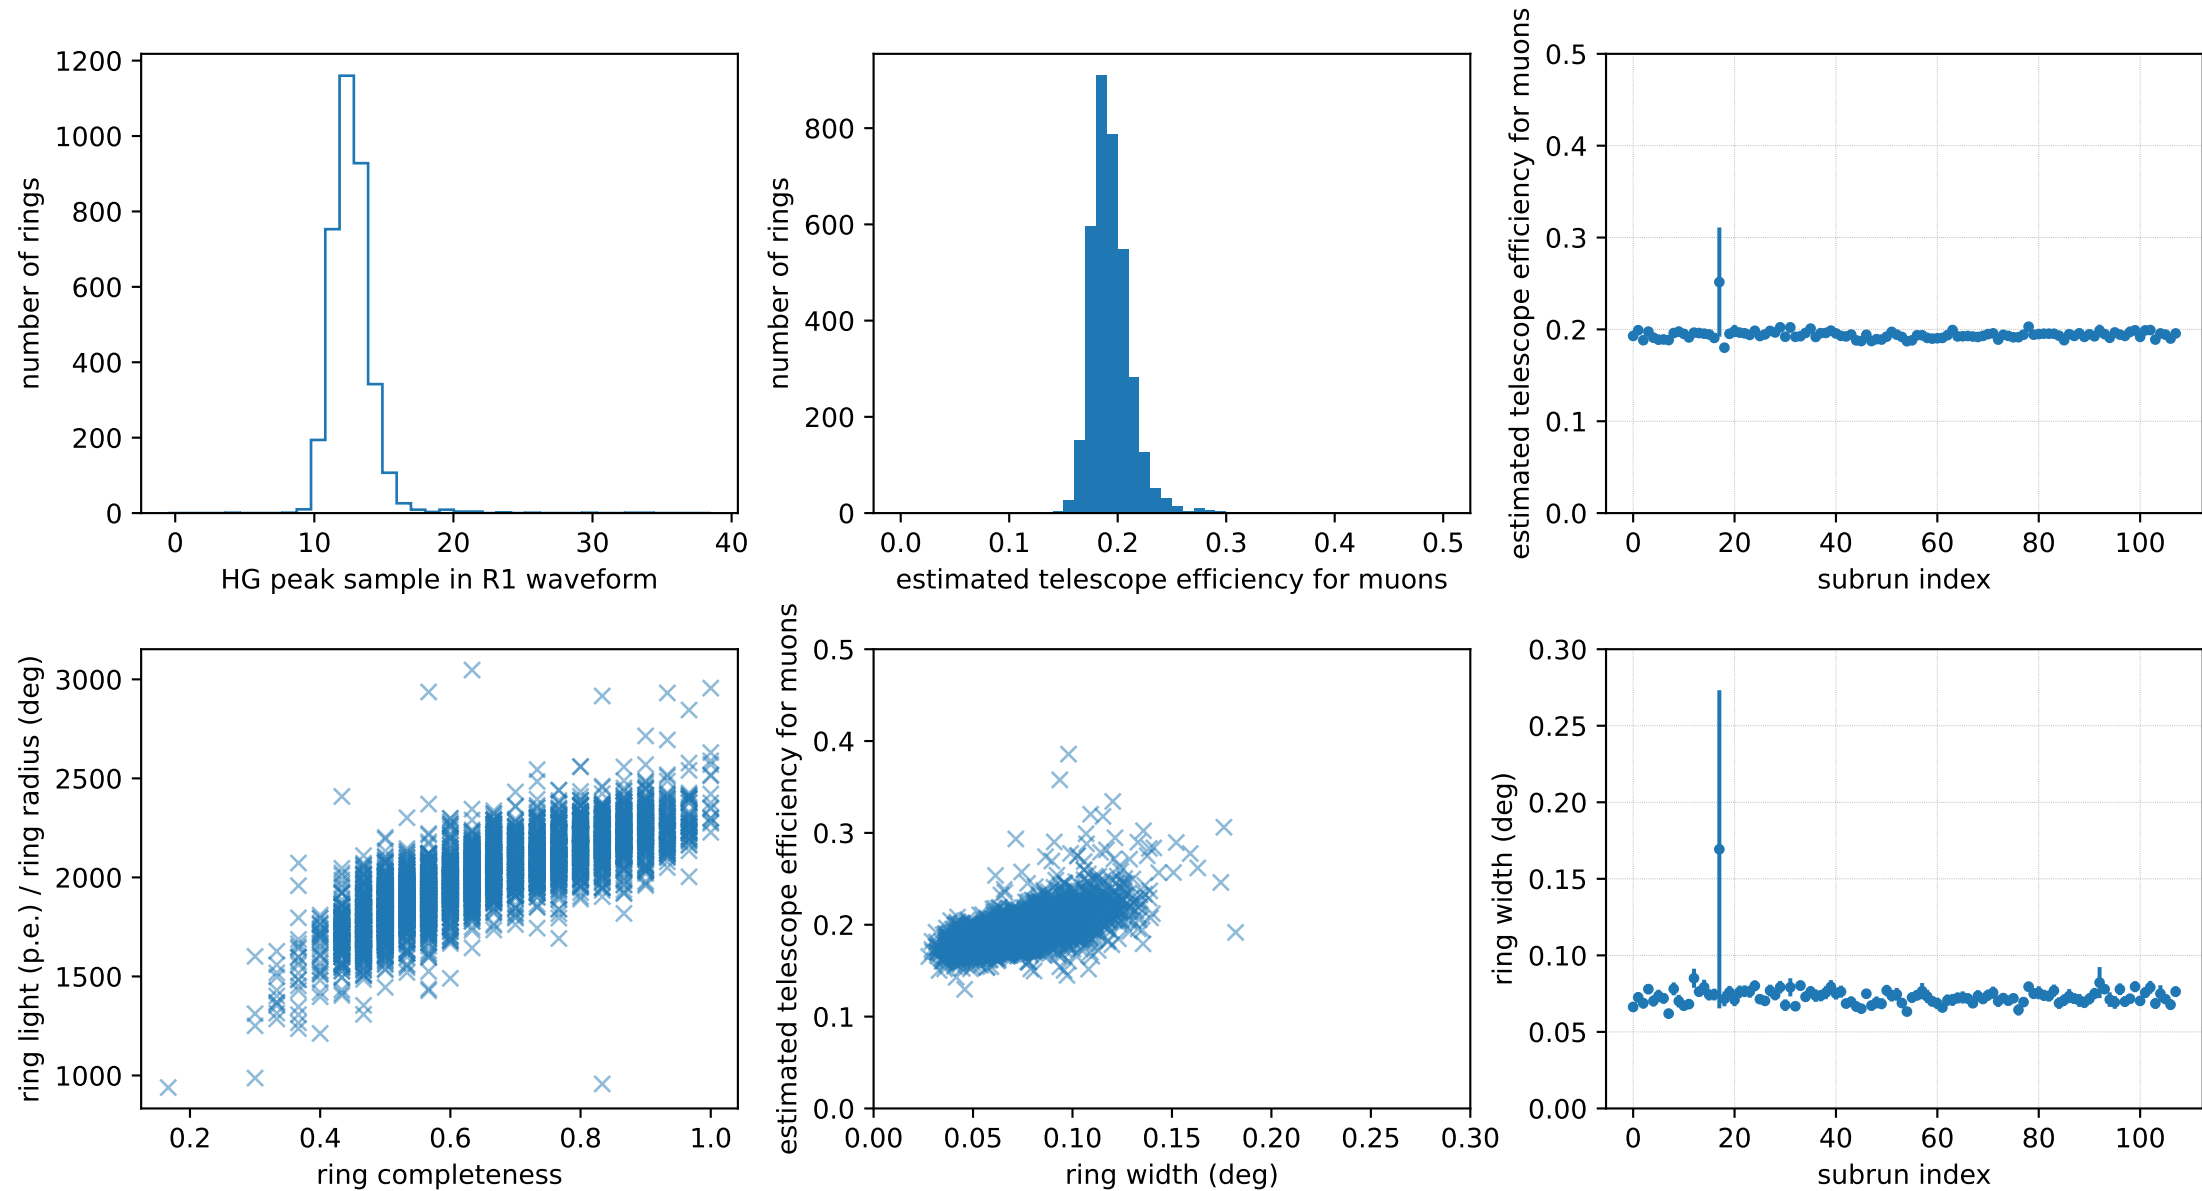 number of rings
1200
1000
800
600
400
200
0
0 10 20 30 40
HG peak sample in R1 waveform
number of rings
800
600
400
200
0
0.0 0.1 0.2 0.3 0.4 0.5
estimated telescope efficiency for muons
estimated telescope efficiency for muons
0.5
0.4
0.3
0.2
0.1
0.0
0 20 40 60 80 100
subrun index
ring light (p.e.) / ring radius (deg)
3000
2500
2000
1500
1000
0.2 0.4 0.6 0.8 1.0
ring completeness
estimated telescope efficiency for muons
0.5
0.4
0.3
0.2
0.1
0.0
0.00 0.05 0.10 0.15 0.20 0.25 0.30
ring width (deg)
ring width (deg)
0.30
0.25
0.20
0.15
0.10
0.05
0.00
0 20 40 60 80 100
subrun index